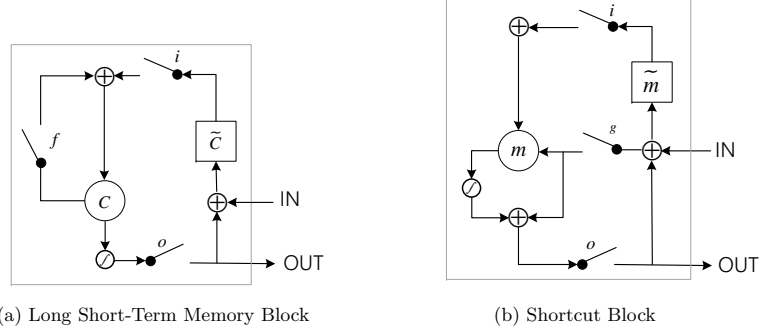 i
f
C̃
C
IN
o
OUT
(a) Long Short-Term Memory Block
i
m̃
g
m
IN
o
OUT
(b) Shortcut Block